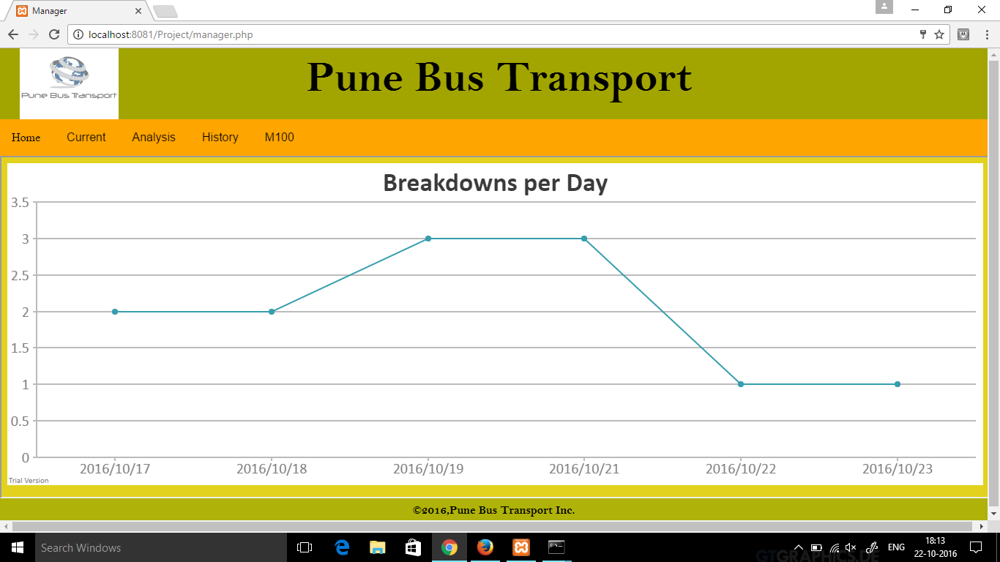 Manager
localhost:8081/Project/manager.php
Pune Bus Transport
Pune Bus Transport
Home Current Analysis History M100
Breakdowns per Day
3.5
3
2.5
2
1.5
1
0.5
0
2016/10/17 2016/10/18 2016/10/19 2016/10/21 2016/10/22 2016/10/23
Trial Version
©2016,Pune Bus Transport Inc.
Search Windows
ENG
18:13
22-10-2016
GTGRAPHICS.DE